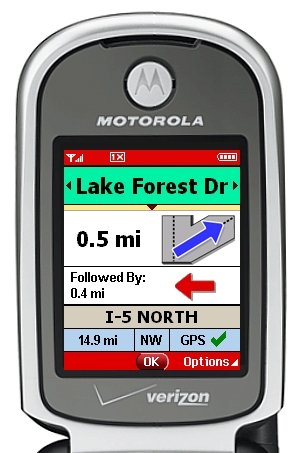 MOTOROLA
1X
Lake Forest Dr
0.5 mi
Followed By:
0.4 mi
I-5 NORTH
14.9 mi NW GPS
OK Options
verizon